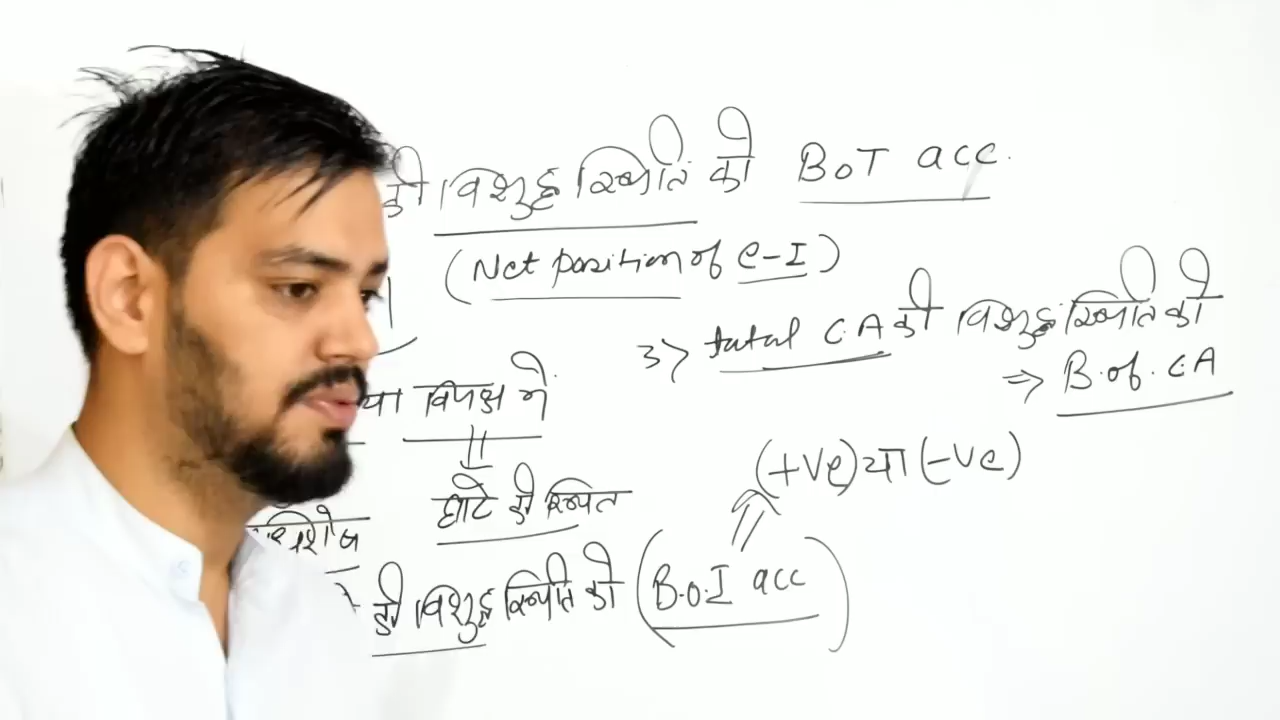 की विशुद्ध स्थिति को BOT acc.
(Net position of e-I)
3> total CA की विशुद्ध स्थिति को
⇒ B.of.CA
या विपक्ष में
(+Ve) या (-Ve)
घाटे की स्थित
की विशुद्ध स्थिति को (B.O.I acc)